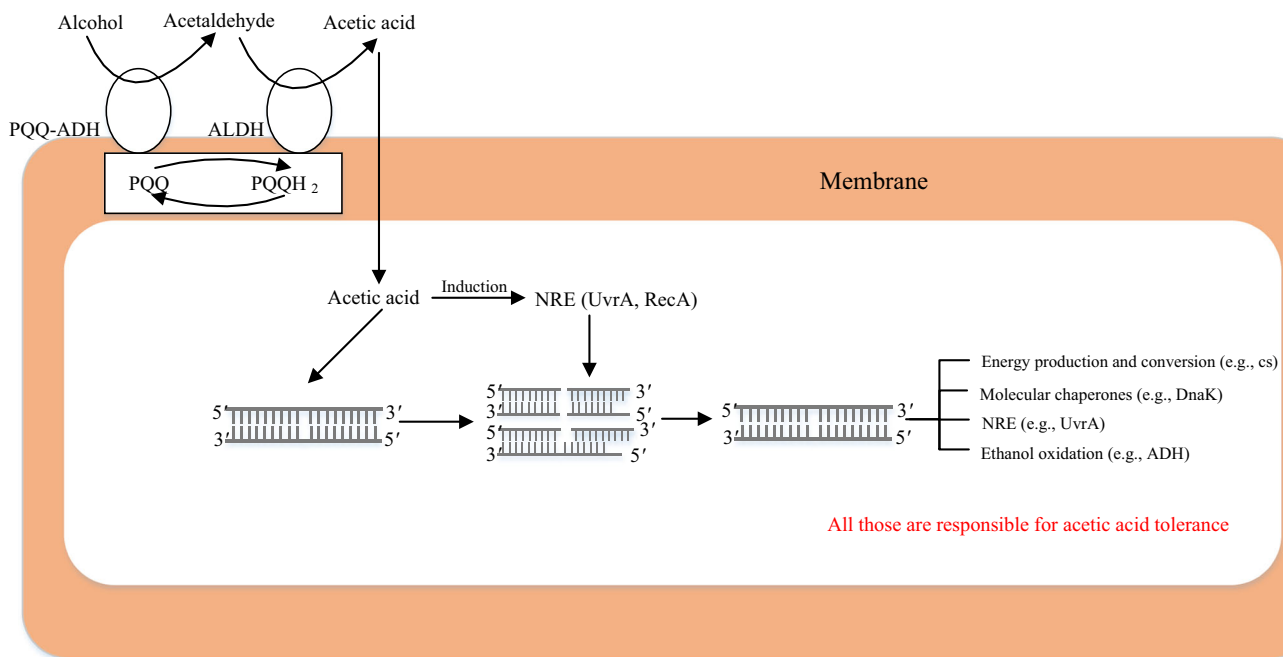 Alcohol
Acetaldehyde
Acetic acid
PQQ-ADH
ALDH
PQQ
PQQH 2
Membrane
Acetic acid
Induction
NRE (UvrA, RecA)
5′
3′
3′
5′
5′
3′
3′
5′
5′
3′
3′
5′
5′
3′
3′
5′
Energy production and conversion (e.g., cs)
Molecular chaperones (e.g., DnaK)
NRE (e.g., UvrA)
Ethanol oxidation (e.g., ADH)
All those are responsible for acetic acid tolerance